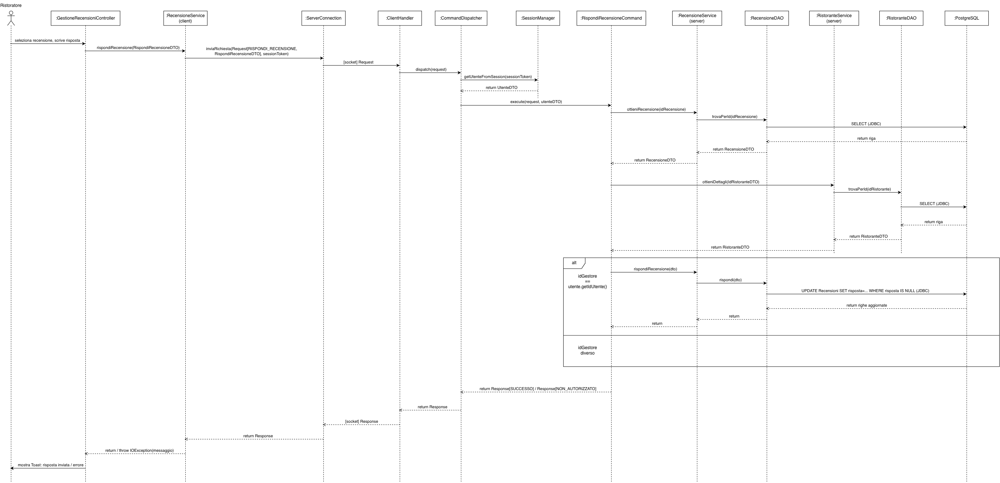 Ristoratore
:GestioneRecensioniController
:RecensioneService
(client)
:ServerConnection
:ClientHandler
:CommandDispatcher
:SessionManager
:RispondiRecensioneCommand
:RecensioneService
(server)
:RecensioneDAO
:RistoranteService
(server)
:RistoranteDAO
:PostgreSQL
seleziona recensione, scrive risposta
rispondiRecensione(RispondiRecensioneDTO)
inviaRichiesta(Request[RISPONDI_RECENSIONE,
RispondiRecensioneDTO], sessionToken)
[socket] Request
dispatch(request)
getUtenteFromSession(sessionToken)
return UtenteDTO
execute(request, utenteDTO)
ottieniRecensione(idRecensione)
trovaPerId(idRecensione)
SELECT (JDBC)
return riga
return RecensioneDTO
return RecensioneDTO
ottieniDettagli(IdRistoranteDTO)
trovaPerId(idRistorante)
SELECT (JDBC)
return riga
return RistoranteDTO
return RistoranteDTO
alt
idGestore
==
utente.getIdUtente()
rispondiRecensione(dto)
rispondi(dto)
UPDATE Recensioni SET risposta=... WHERE risposta IS NULL (JDBC)
return righe aggiornate
return
return
idGestore
diverso
return Response[SUCCESSO] / Response[NON_AUTORIZZATO]
return Response
[socket] Response
return Response
return / throw IOException(messaggio)
mostra Toast: risposta inviata / errore